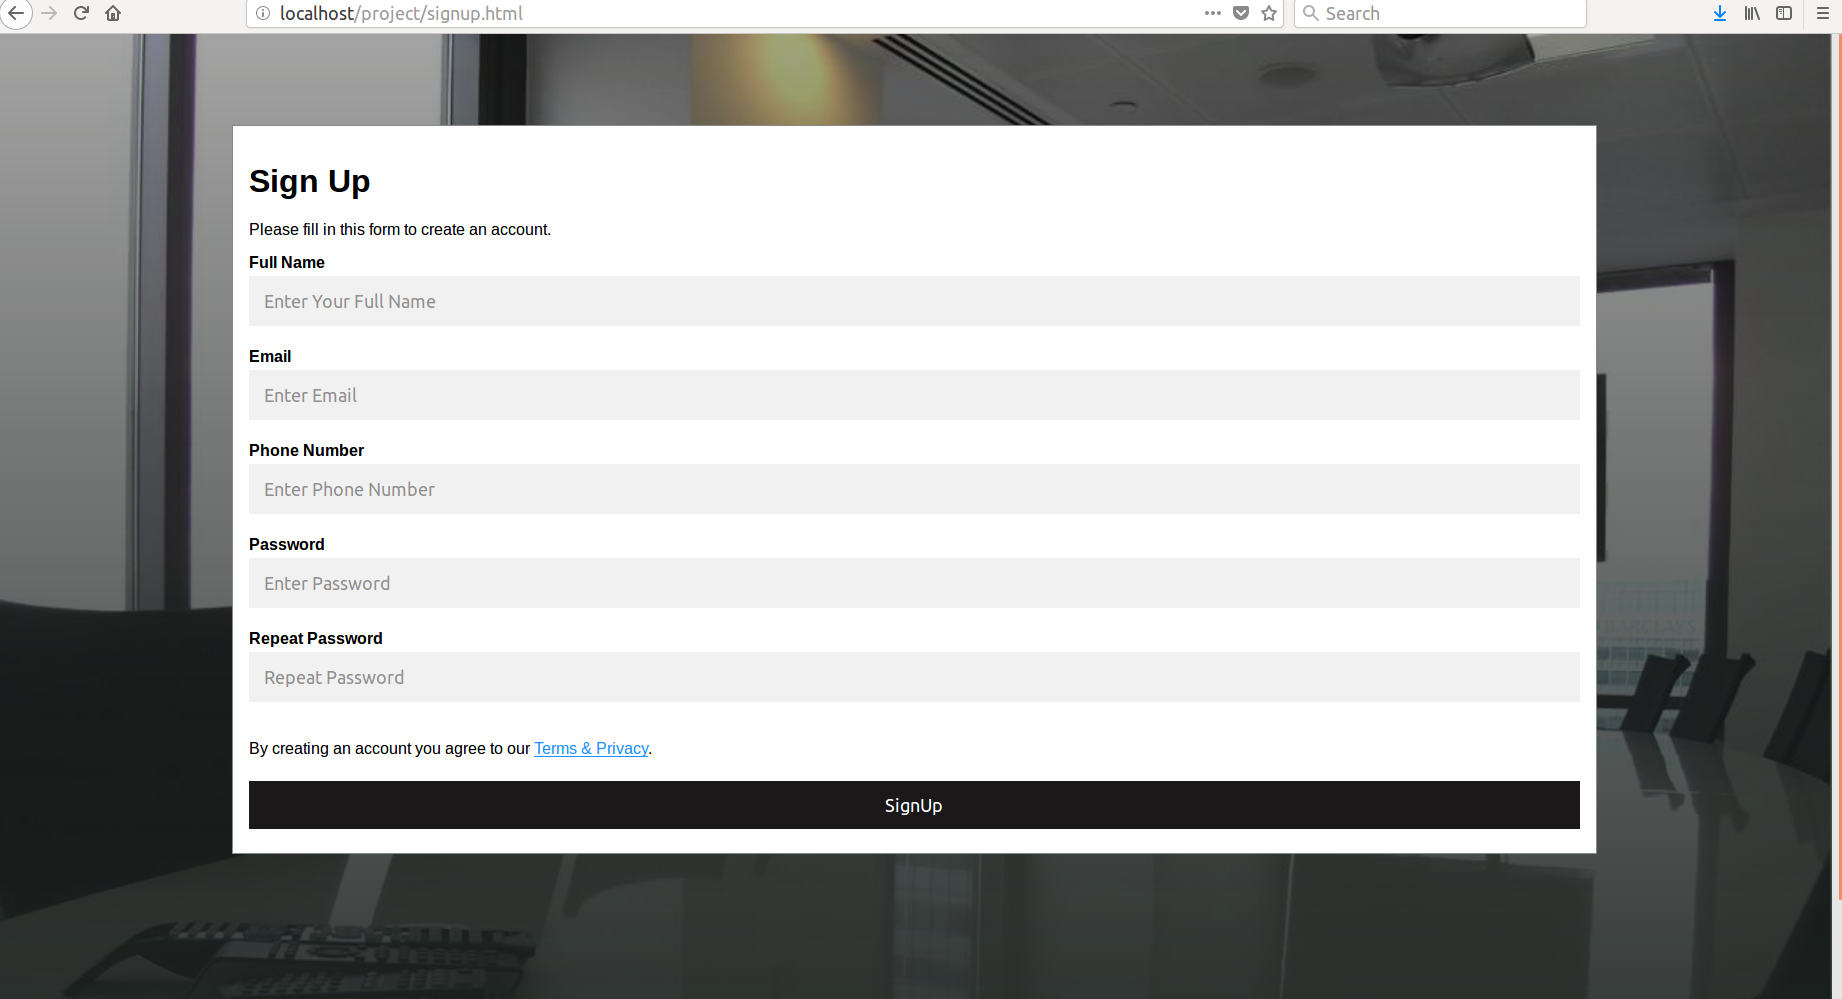 localhost/project/signup.html
Search
Sign Up
Please fill in this form to create an account.
Full Name
Enter Your Full Name
Email
Enter Email
Phone Number
Enter Phone Number
Password
Enter Password
BARCLAYS
Repeat Password
Repeat Password
By creating an account you agree to our Terms & Privacy.
SignUp